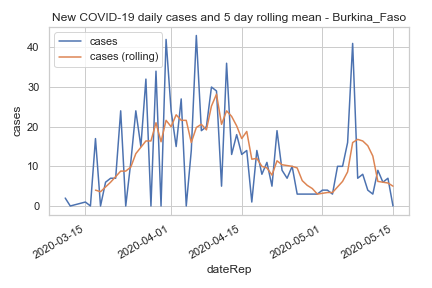 New COVID-19 daily cases and 5 day rolling mean - Burkina_Faso
cases
cases (rolling)
cases
40
30
20
10
0
2020-03-15
2020-04-01
2020-04-15
2020-05-01
2020-05-15
dateRep